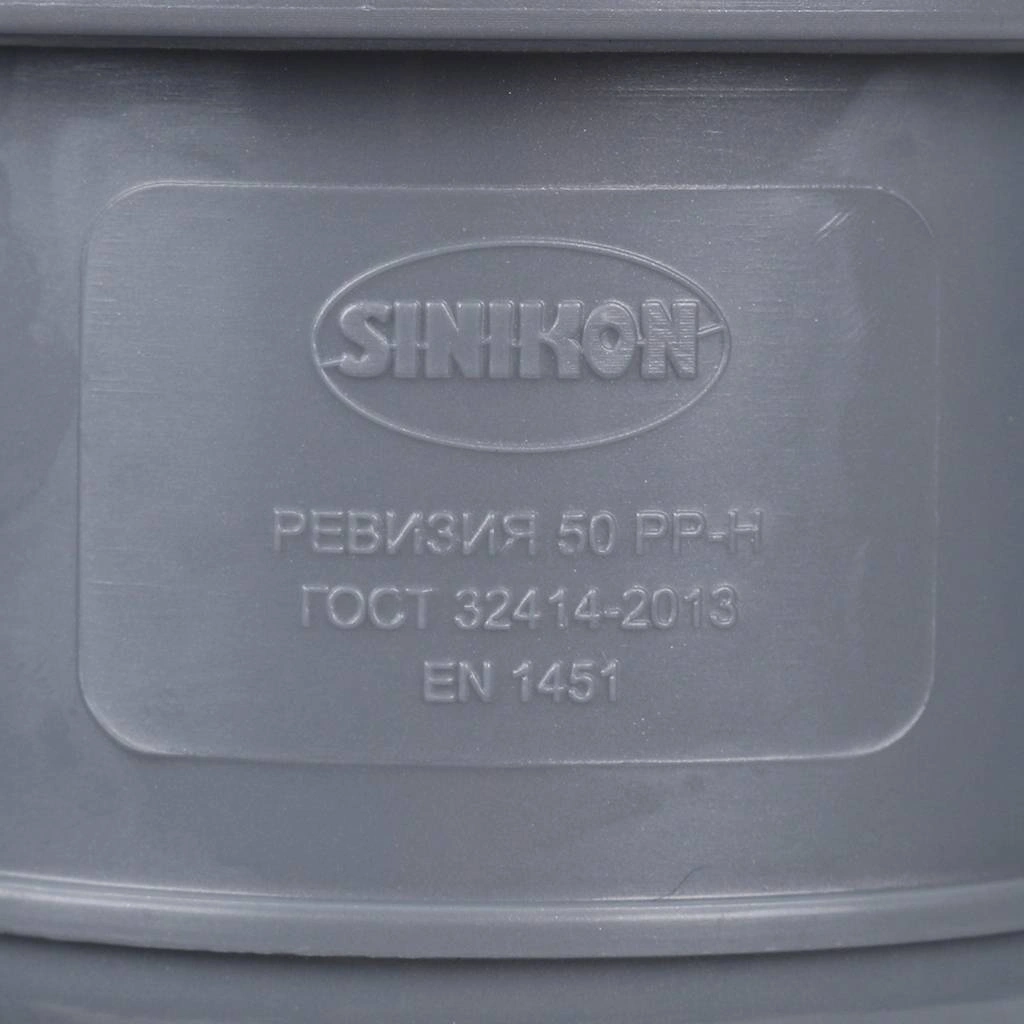 SINIKON
РЕВИЗИЯ 50 PP-H
ГОСТ 32414-2013
EN 1451